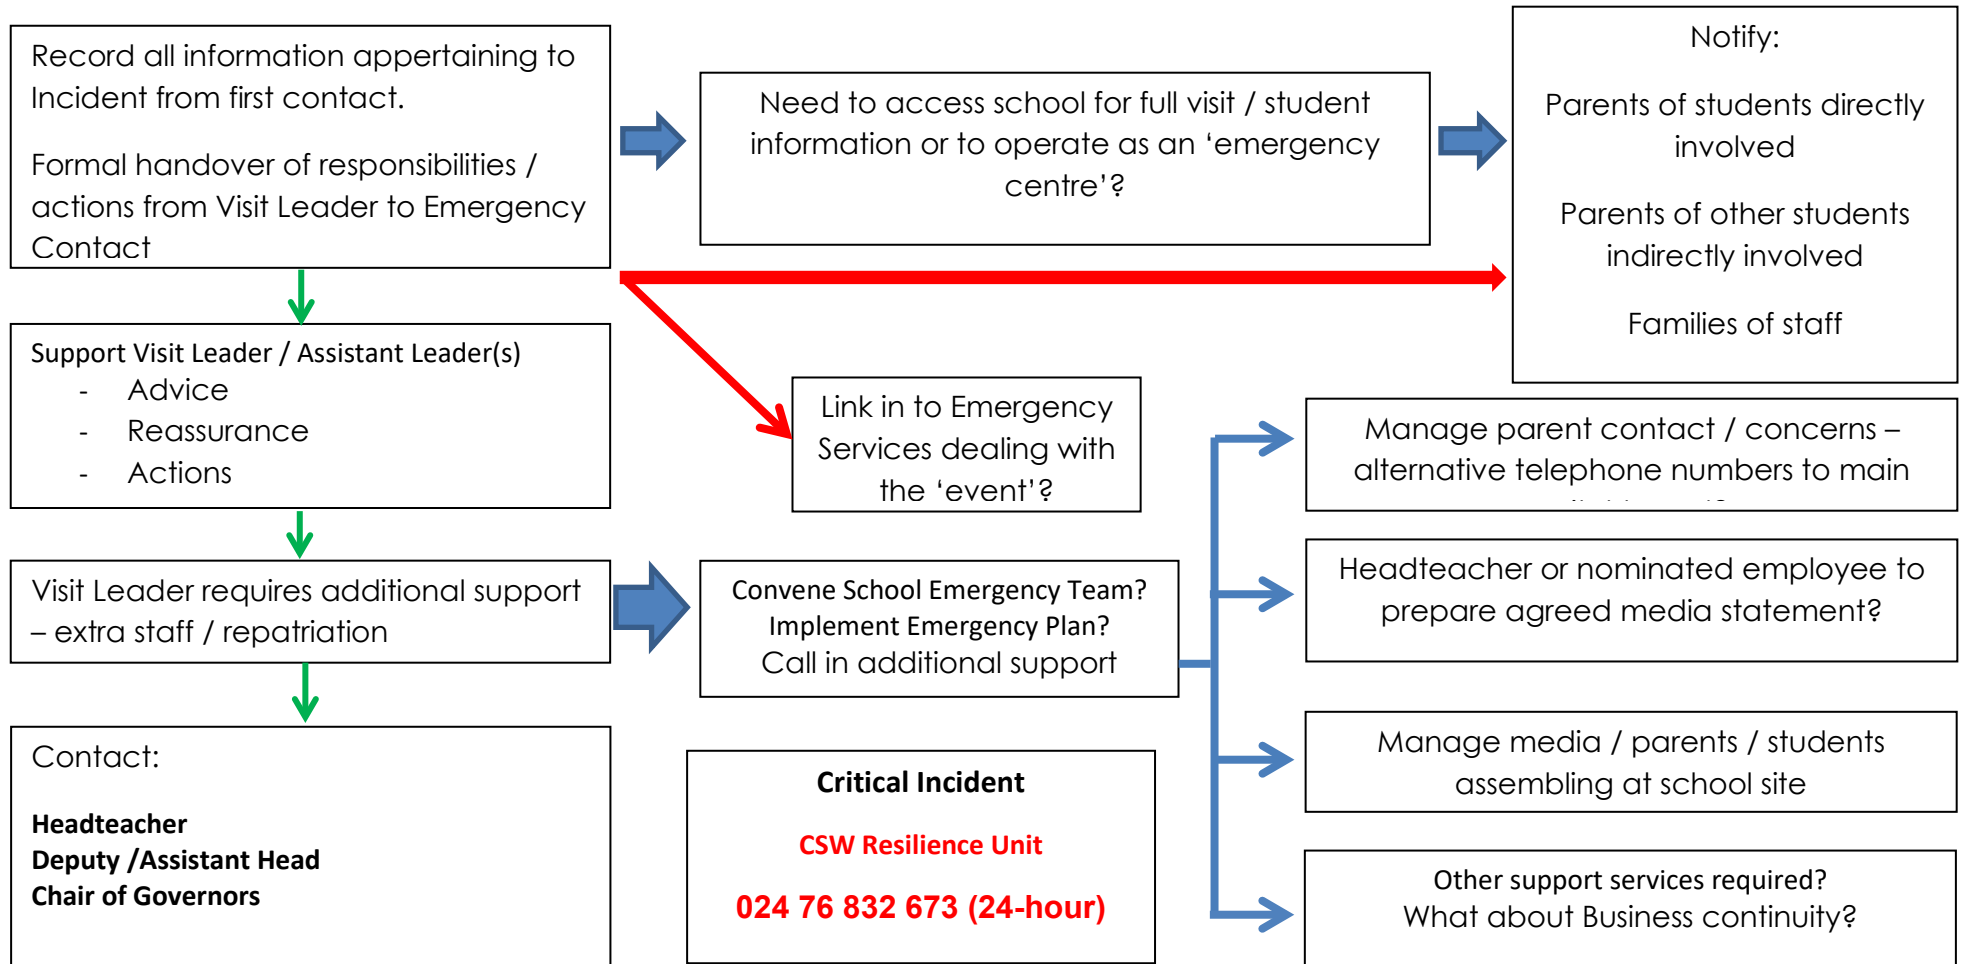 Record all information appertaining to
Incident from first contact.
Formal handover of responsibilities /
actions from Visit Leader to Emergency
Contact
Need to access school for full visit / student
information or to operate as an ‘emergency
centre’?
Notify:
Parents of students directly
involved
Parents of other students
indirectly involved
Families of staff
Support Visit Leader / Assistant Leader(s)
- Advice
- Reassurance
- Actions
Link in to Emergency
Services dealing with
the ‘event’?
Manage parent contact / concerns –
alternative telephone numbers to main
Visit Leader requires additional support
– extra staff / repatriation
Convene School Emergency Team?
Implement Emergency Plan?
Call in additional support
Headteacher or nominated employee to
prepare agreed media statement?
Manage media / parents / students
assembling at school site
Contact:
Headteacher
Deputy /Assistant Head
Chair of Governors
Critical Incident
CSW Resilience Unit
024 76 832 673 (24-hour)
Other support services required?
What about Business continuity?